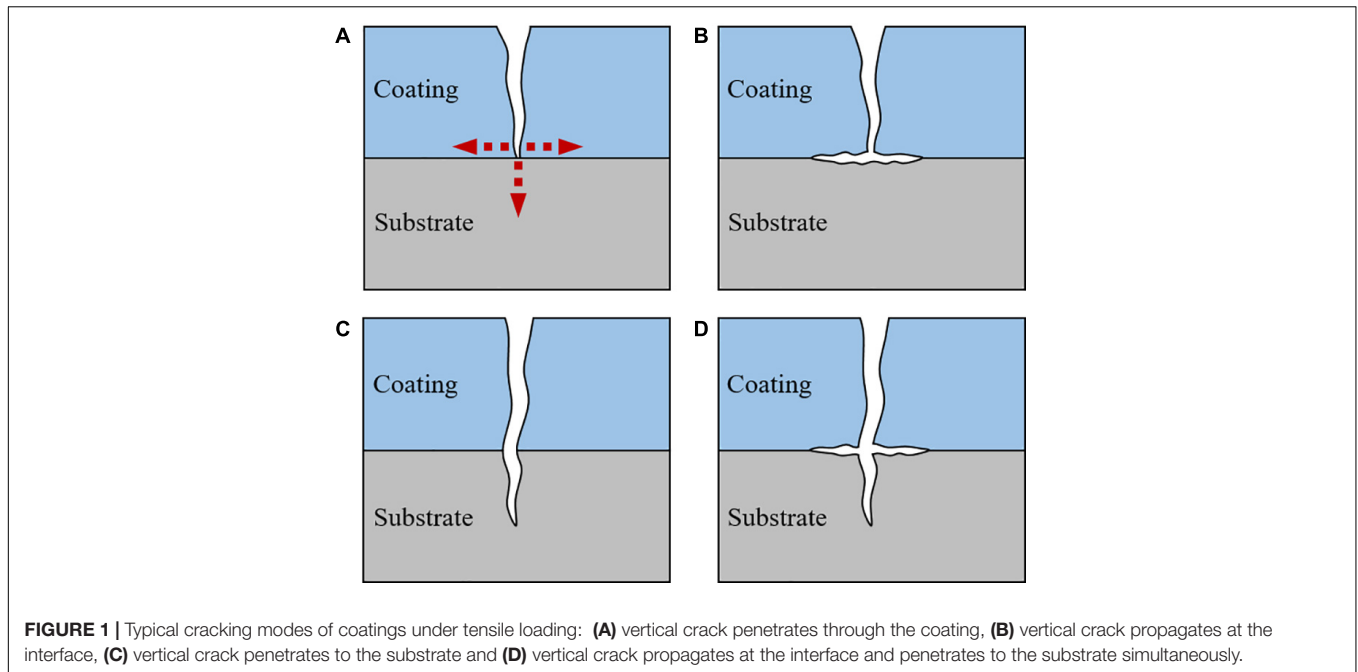 A
Coating
Substrate
B
Coating
Substrate
C
Coating
Substrate
D
Coating
Substrate
FIGURE 1 | Typical cracking modes of coatings under tensile loading: (A) vertical crack penetrates through the coating, (B) vertical crack propagates at the
interface, (C) vertical crack penetrates to the substrate and (D) vertical crack propagates at the interface and penetrates to the substrate simultaneously.